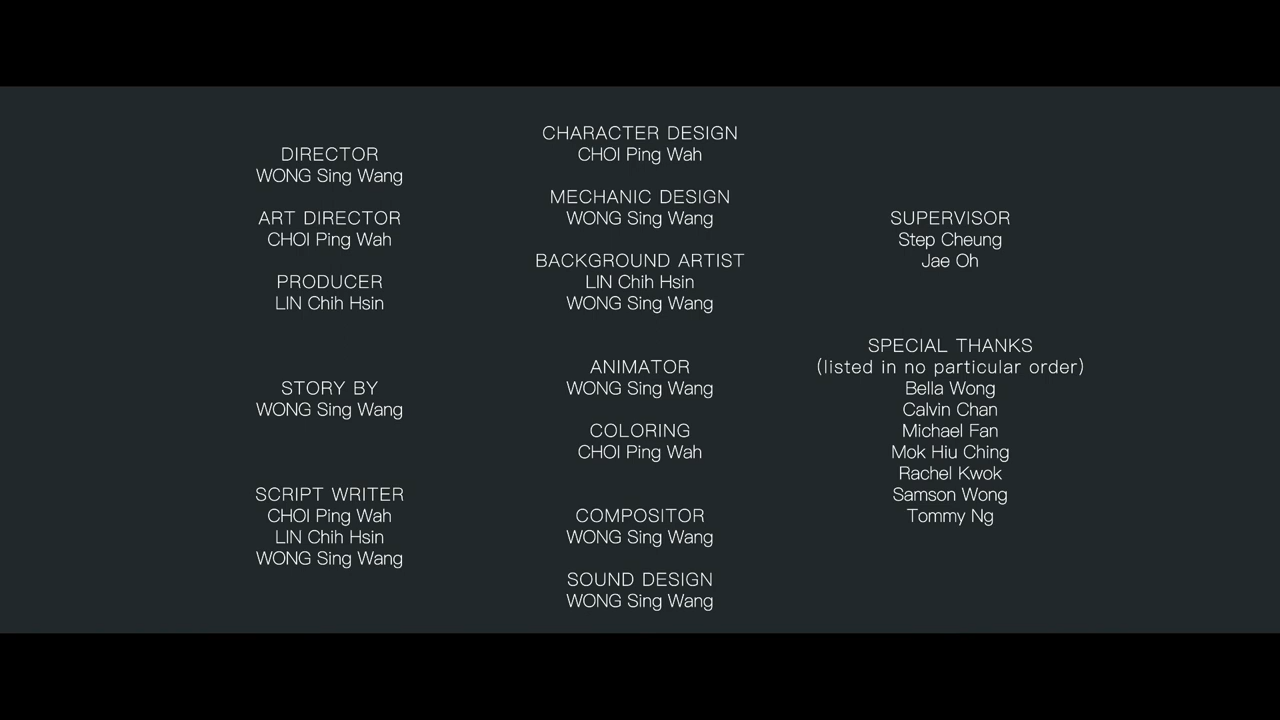 DIRECTOR
WONG Sing Wang
ART DIRECTOR
CHOI Ping Wah
PRODUCER
LIN Chih Hsin
STORY BY
WONG Sing Wang
SCRIPT WRITER
CHOI Ping Wah
LIN Chih Hsin
WONG Sing Wang
CHARACTER DESIGN
CHOI Ping Wah
MECHANIC DESIGN
WONG Sing Wang
BACKGROUND ARTIST
LIN Chih Hsin
WONG Sing Wang
ANIMATOR
WONG Sing Wang
COLORING
CHOI Ping Wah
COMPOSITOR
WONG Sing Wang
SOUND DESIGN
WONG Sing Wang
SUPERVISOR
Step Cheung
Jae Oh
SPECIAL THANKS
(listed in no particular order)
Bella Wong
Calvin Chan
Michael Fan
Mok Hiu Ching
Rachel Kwok
Samson Wong
Tommy Ng